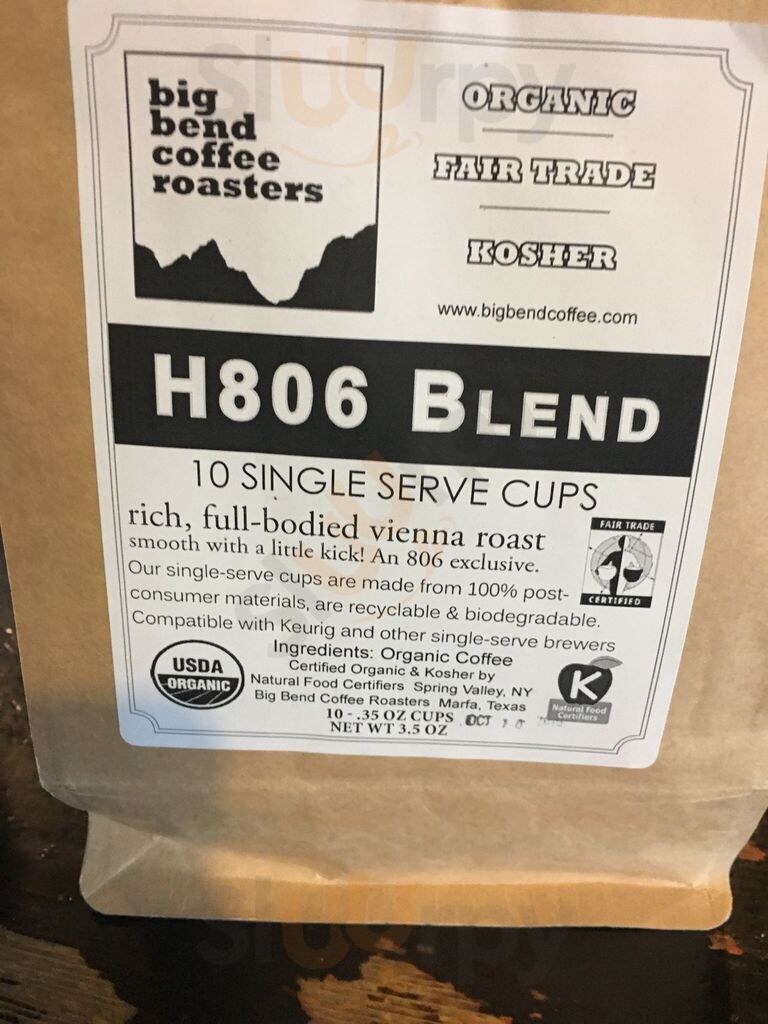 big
bend
coffee
roasters
ORGANIC
FAIR TRADE
KOSHER
www.bigbendcoffee.com
H806 BLEND
10 SINGLE SERVE CUPS
rich, full-bodied vienna roast
smooth with a little kick! An 806 exclusive.
Our single-serve cups are made from 100% post-
consumer materials, are recyclable & biodegradable.
Compatible with Keurig and other single-serve brewers
FAIR TRADE
CERTIFIED
Ingredients: Organic Coffee
Certified Organic & Kosher by
Natural Food Certifiers Spring Valley, NY
Big Bend Coffee Roasters Marfa, Texas
10 - .35 OZ CUPS
NET WT 3.5 OZ
OCT
USDA
ORGANIC
K
Natural Food
Certifiers
Sluurpy
Sluurpy